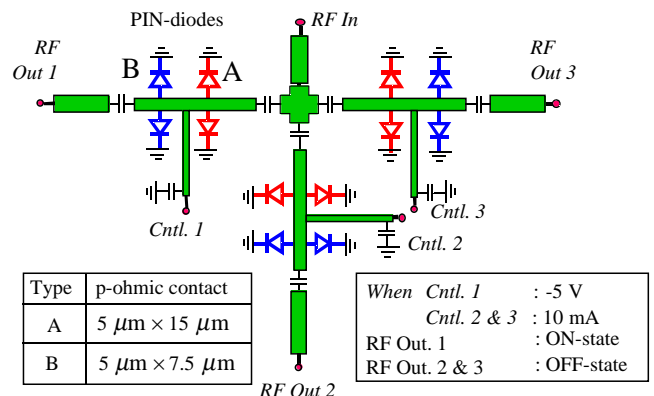 PIN-diodes
RF In
RF
Out 1
B
A
RF
Out 3
Cntl. 1
Cntl. 3
Cntl. 2
Type p-ohmic contact
A 5 μm × 15 μm
B 5 μm × 7.5 μm
When Cntl. 1 : -5 V
Cntl. 2 & 3 : 10 mA
RF Out. 1 : ON-state
RF Out. 2 & 3 : OFF-state
RF Out 2